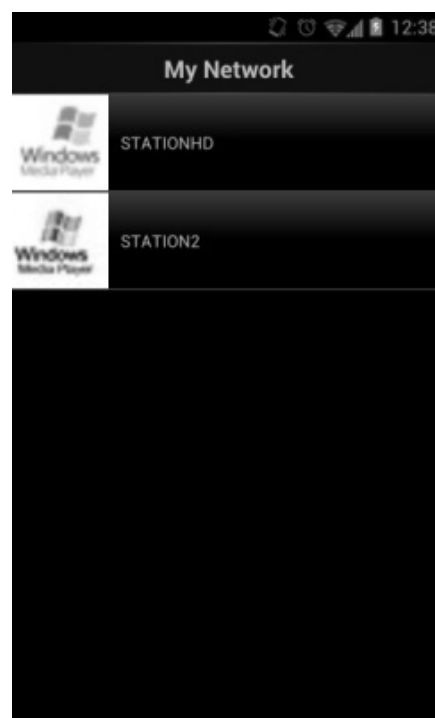 12:38
My Network
Windows
Media Player
STATIONHD
Windows
Media Player
STATION2